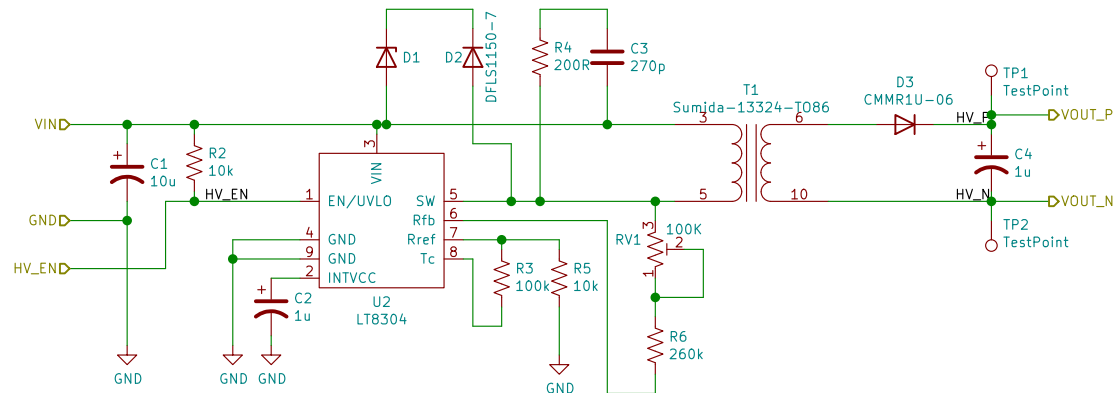 D1
D2
DFLS1150-7
R4
200R
C3
270p
T1
Sumida-13324-T086
D3
CMMR1U-06
TP1
TestPoint
VIN
3
6
HV_P
VOUT_P
C1
10u
R2
10k
3
VIN
C4
1u
HV_EN
1
EN/UVLO
SW
5
5
10
HV_N
VOUT_N
GND
Rfb
6
4
GND
Rref
7
RV1
3
100K
2
TP2
TestPoint
HV_EN
9
GND
Tc
8
R3
100k
R5
10k
1
2
INTVCC
C2
1u
U2
LT8304
R6
260k
GND
GND
GND
GND